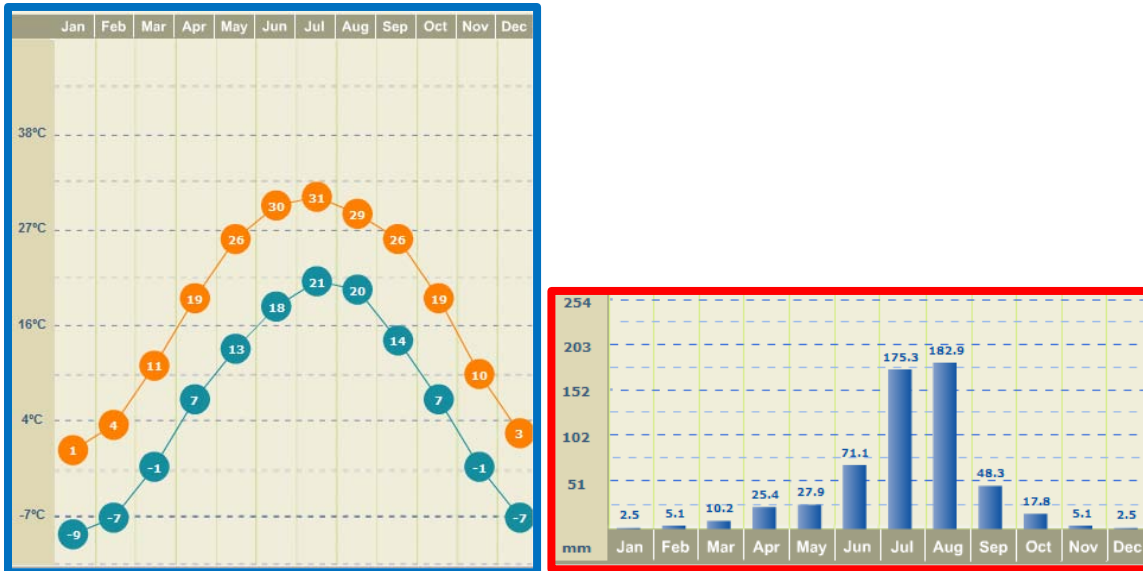 Jan Feb Mar Apr May Jun Jul Aug Sep Oct Nov Dec
38ºC
27ºC
16ºC
4ºC
-7ºC
1 4 11 19 26 30 31 29 26 19 10 3
-9 -7 -1 7 13 18 21 20 14 7 -1 -7
254
203
152
102
51
mm
2.5 5.1 10.2 25.4 27.9 71.1 175.3 182.9 48.3 17.8 5.1 2.5
Jan Feb Mar Apr May Jun Jul Aug Sep Oct Nov Dec